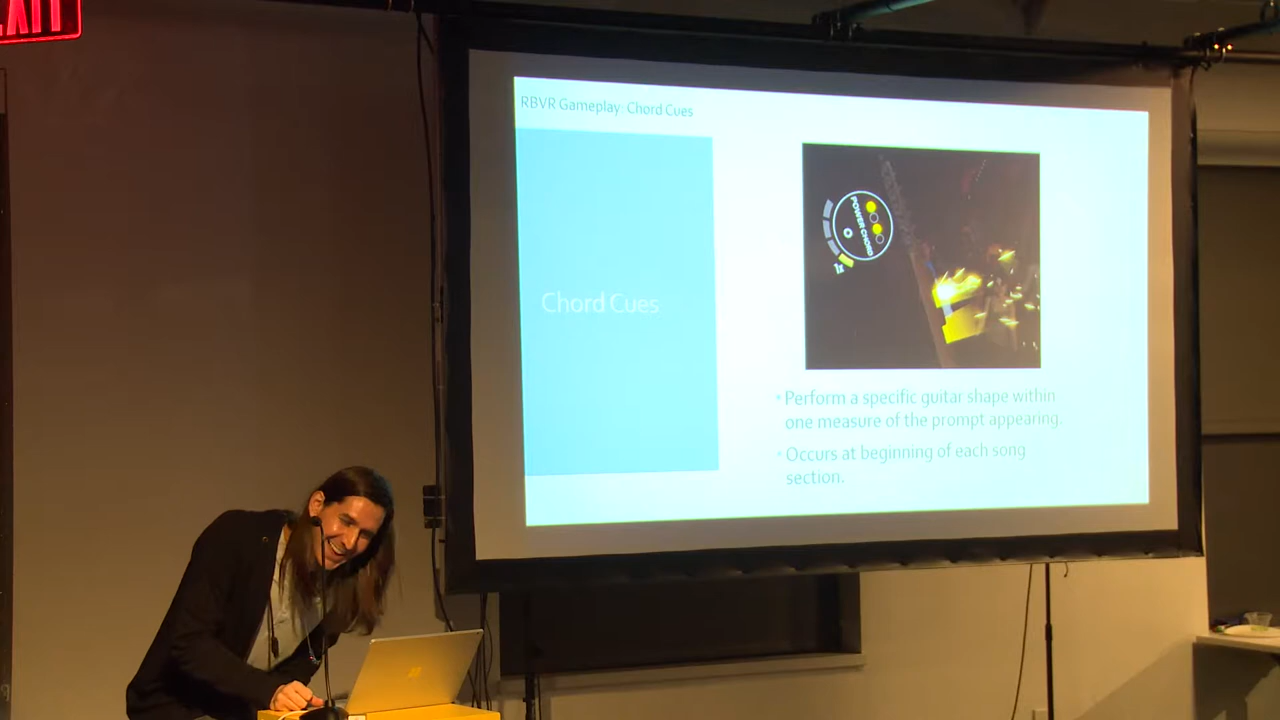 EXIT
RBVR Gameplay: Chord Cues
POWER CHORD
Chord Cues
• Perform a specific guitar shape within
one measure of the prompt appearing.
• Occurs at beginning of each song
section.